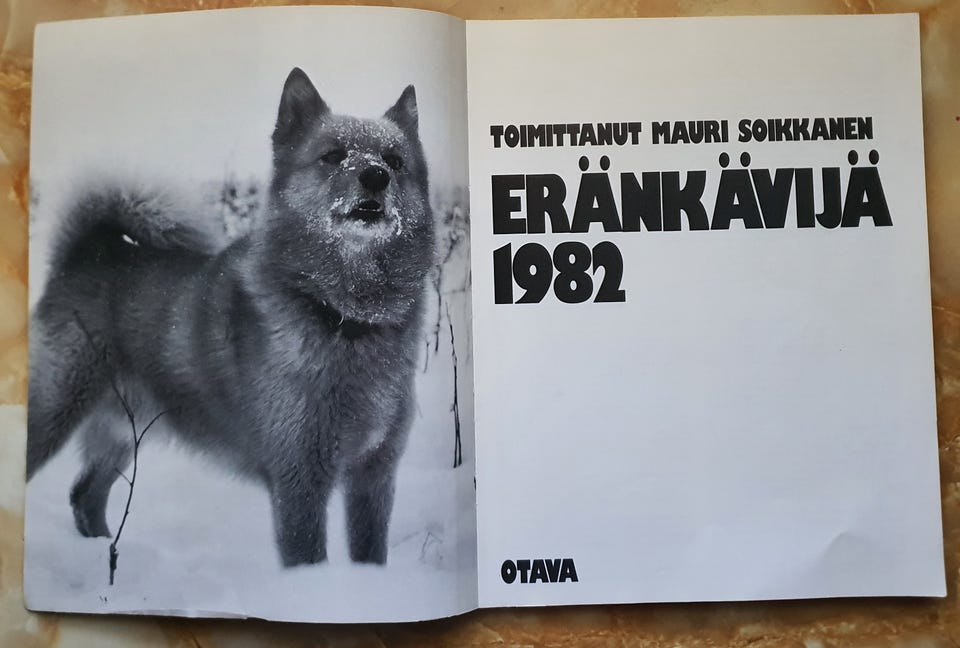 TOIMITTANUT MAURI SOIKKANEN
ERÄNKÄVIJÄ
1982
OTAVA